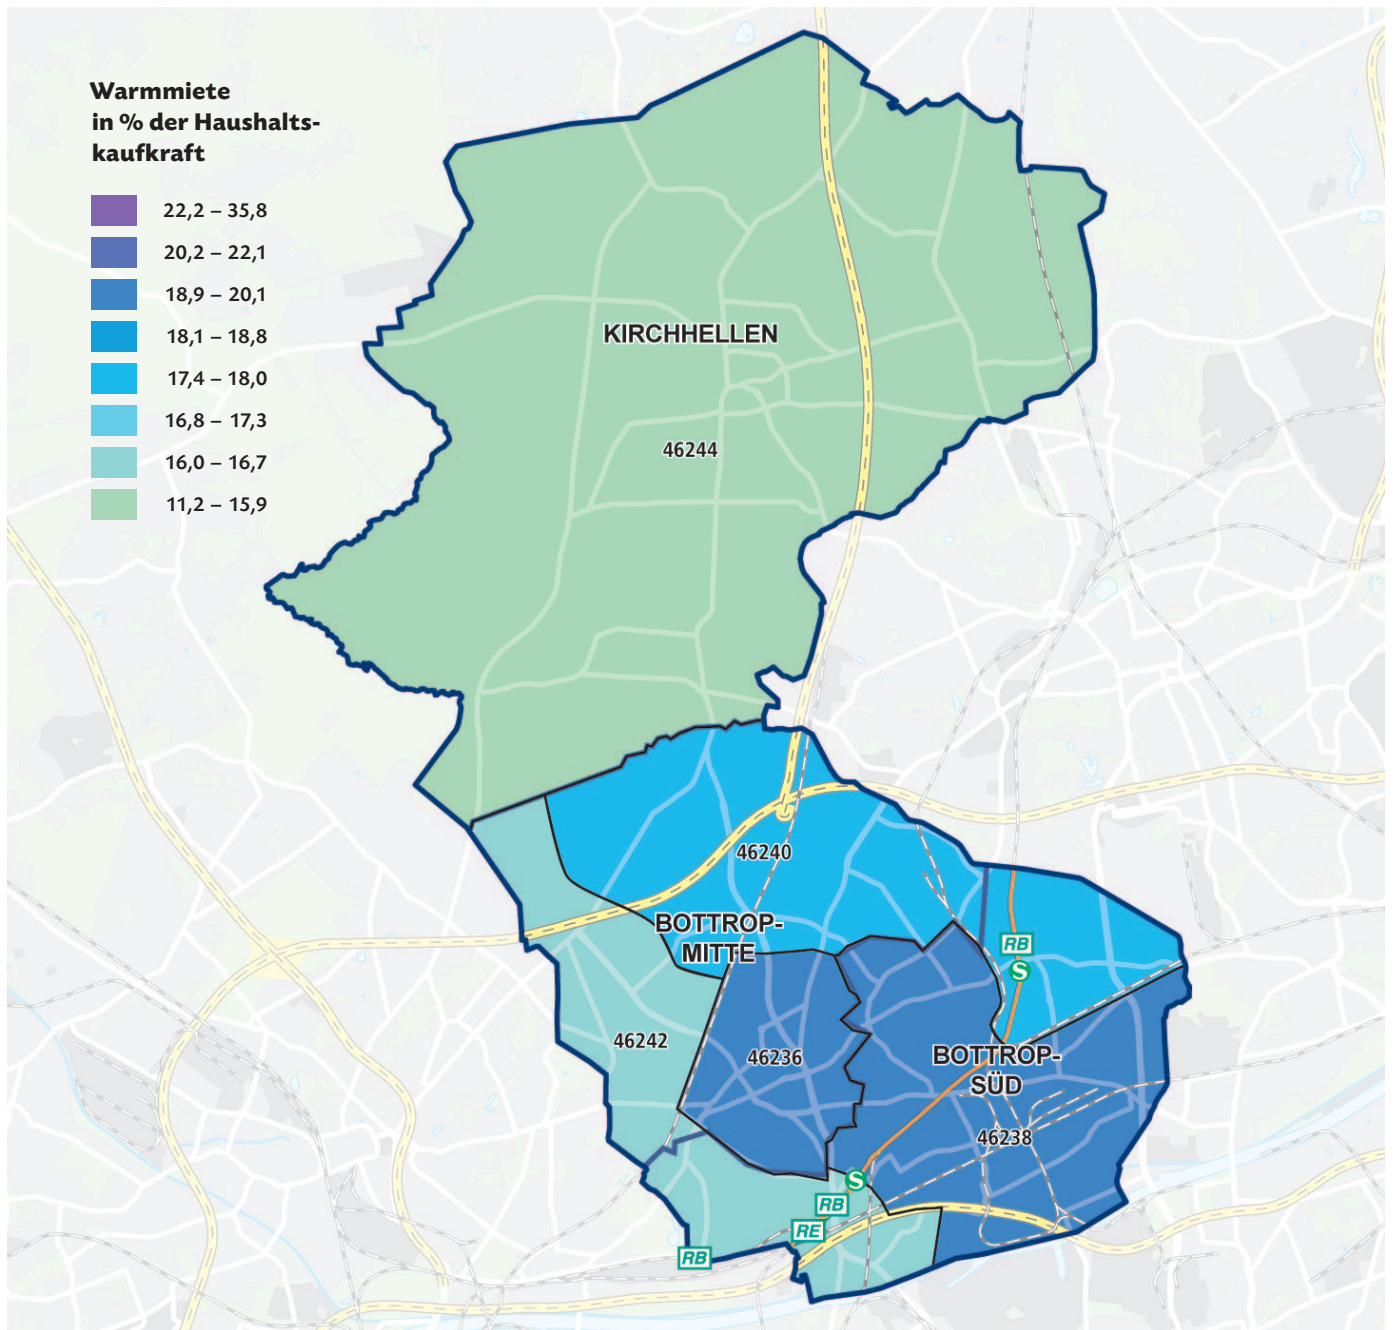 Warmmiete
in % der Haushalts-
kaufkraft
22,2 – 35,8
20,2 – 22,1
18,9 – 20,1
18,1 – 18,8
17,4 – 18,0
16,8 – 17,3
16,0 – 16,7
11,2 – 15,9
KIRCHHELLEN
46244
46240
BOTTROP-
MITTE
RB
S
46242
46236
BOTTROP-
SÜD
46238
S
RB
RE
RB